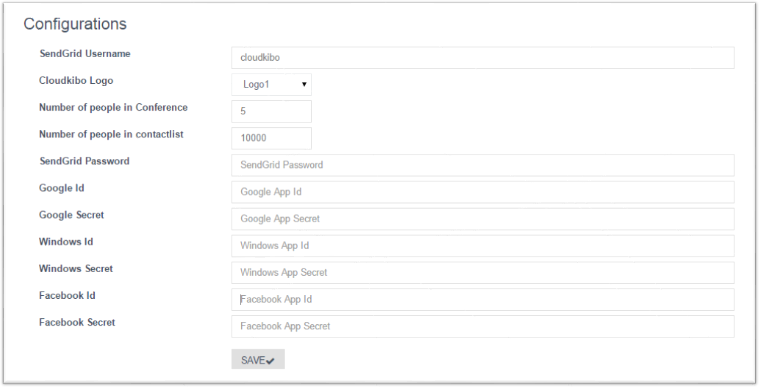 Configurations
SendGrid Username cloudkibo
Cloudkibo Logo Logo1
Number of people in Conference 5
Number of people in contactlist 10000
SendGrid Password SendGrid Password
Google Id Google App Id
Google Secret Google App Secret
Windows Id Windows App Id
Windows Secret Windows App Secret
Facebook Id Facebook App Id
Facebook Secret Facebook App Secret
SAVE✔